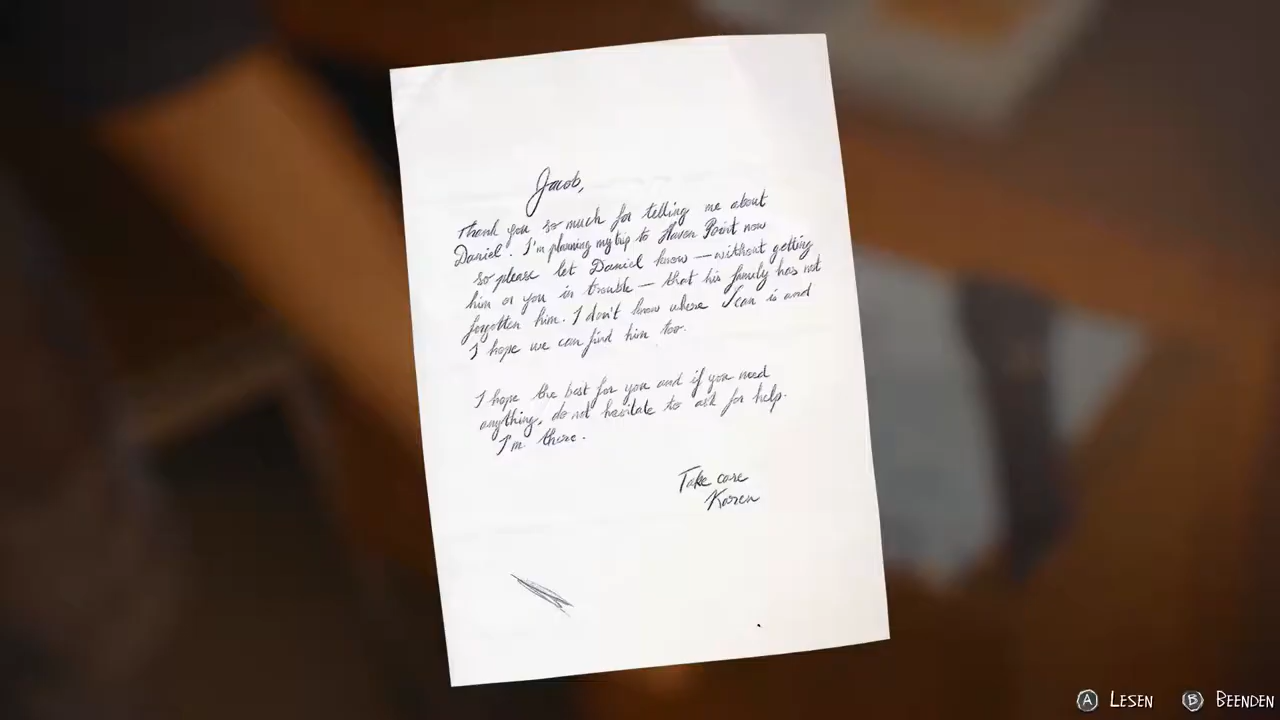 Jacob,
Thank you so much for telling me about
Daniel. I'm planning my trip to Haven Point now
so please let Daniel know — without getting
him or you in trouble — that his family has not
forgotten him. I don't know where Sean is and
I hope we can find him too.
I hope the best for you and if you need
anything, do not hesitate to ask for help.
I'm there.
Take care
Karen
A LESEN B BEENDEN